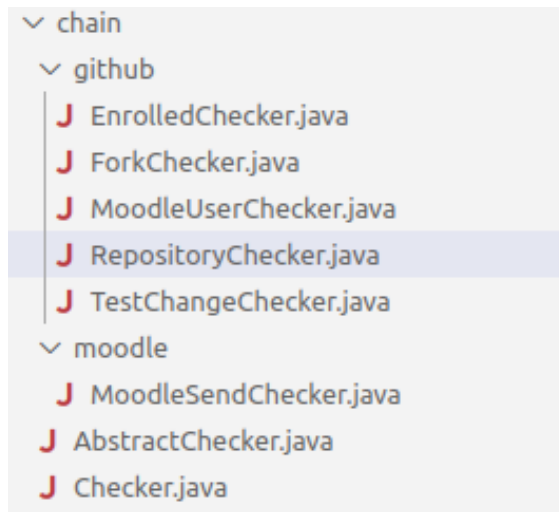 chain
github
J EnrolledChecker.java
J ForkChecker.java
J MoodleUserChecker.java
J RepositoryChecker.java
J TestChangeChecker.java
moodle
J MoodleSendChecker.java
J AbstractChecker.java
J Checker.java